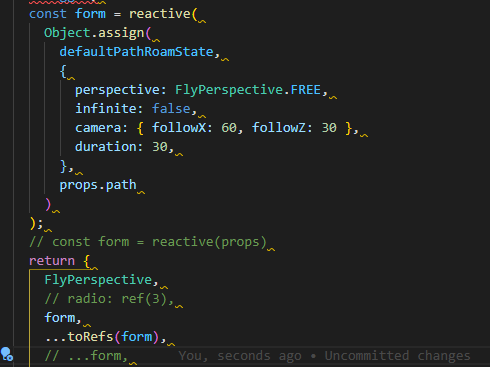 const form = reactive(
Object.assign(
defaultPathRoamState,
{
perspective: FlyPerspective.FREE,
infinite: false,
camera: { followX: 60, followZ: 30 },
duration: 30,
},
props.path
)
);
// const form = reactive(props)
return {
FlyPerspective,
// radio: ref(3),
form,
...toRefs(form),
// ...form, You, seconds ago • Uncommitted changes